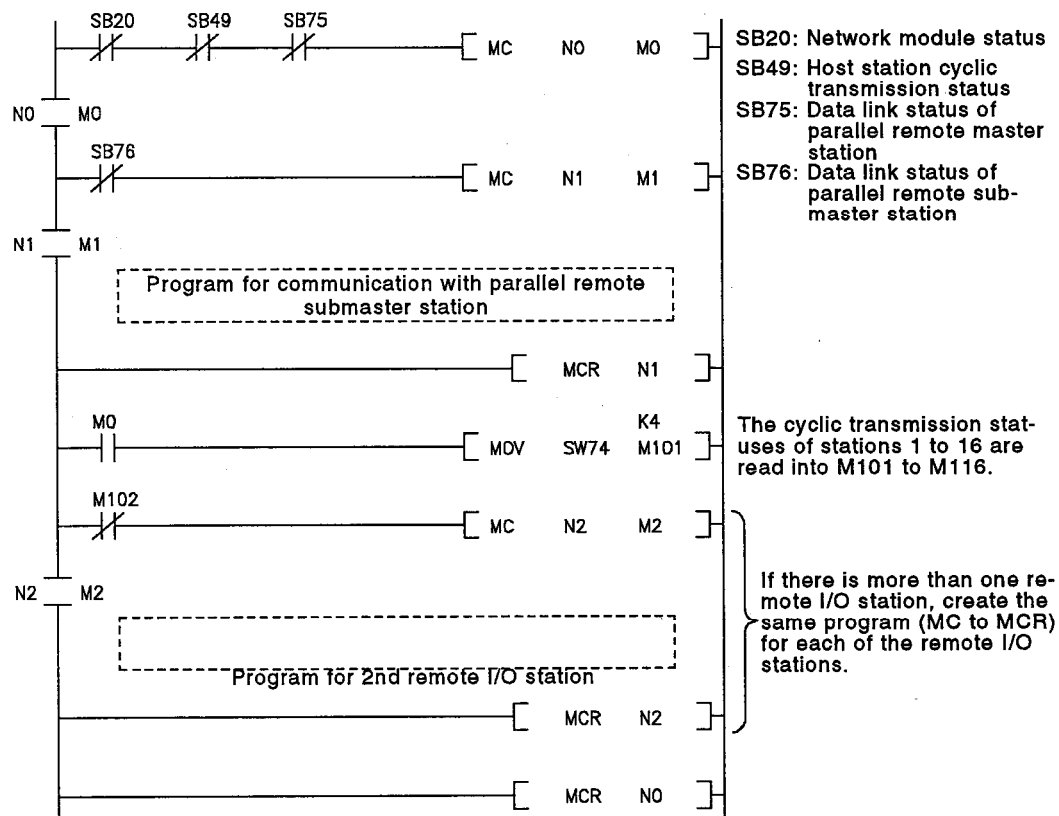 SB20 SB49 SB75
MC N0 M0
SB20: Network module status
SB49: Host station cyclic
transmission status
SB75: Data link status of
parallel remote master
station
SB76: Data link status of
parallel remote sub-
master station
N0 M0
SB76
MC N1 M1
N1 M1
Program for communication with parallel remote
submaster station
MCR N1
M0
K4
MOV SW74 M101
The cyclic transmission stat-
uses of stations 1 to 16 are
read into M101 to M116.
M102
MC N2 M2
N2 M2
If there is more than one re-
mote I/O station, create the
same program (MC to MCR)
for each of the remote I/O
stations.
Program for 2nd remote I/O station
MCR N2
MCR N0